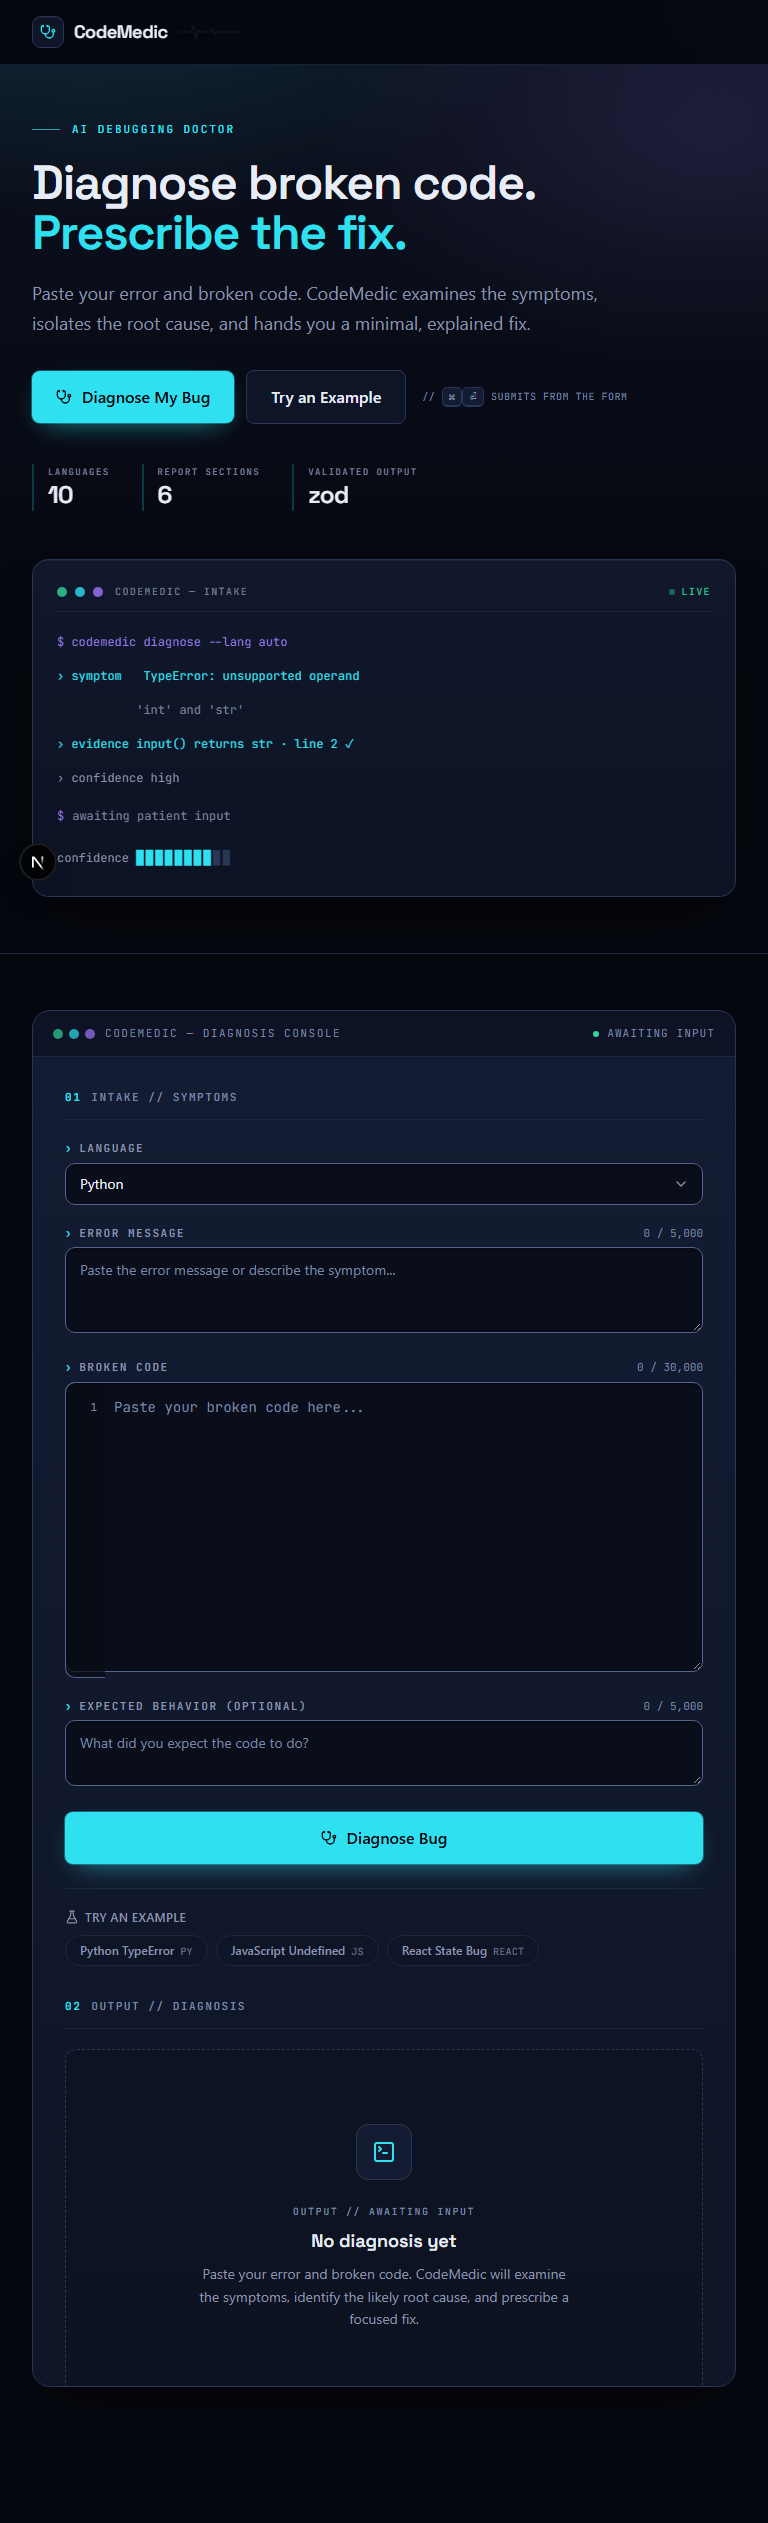 CodeMedic
AI DEBUGGING DOCTOR
Diagnose broken code.
Prescribe the fix.
Paste your error and broken code. CodeMedic examines the symptoms,
isolates the root cause, and hands you a minimal, explained fix.
Diagnose My Bug
Try an Example
// ⌘ ⏎ SUBMITS FROM THE FORM
LANGUAGES
10
REPORT SECTIONS
6
VALIDATED OUTPUT
zod
CODEMEDIC — INTAKE
LIVE
$ codemedic diagnose --lang auto
› symptom TypeError: unsupported operand
'int' and 'str'
› evidence input() returns str · line 2 ✓
› confidence high
$ awaiting patient input
N
confidence
CODEMEDIC — DIAGNOSIS CONSOLE
AWAITING INPUT
01 INTAKE // SYMPTOMS
› LANGUAGE
Python
› ERROR MESSAGE
0 / 5,000
Paste the error message or describe the symptom...
› BROKEN CODE
0 / 30,000
1
Paste your broken code here...
› EXPECTED BEHAVIOR (OPTIONAL)
0 / 5,000
What did you expect the code to do?
Diagnose Bug
TRY AN EXAMPLE
Python TypeError PY
JavaScript Undefined JS
React State Bug REACT
02 OUTPUT // DIAGNOSIS
OUTPUT // AWAITING INPUT
No diagnosis yet
Paste your error and broken code. CodeMedic will examine
the symptoms, identify the likely root cause, and prescribe a
focused fix.